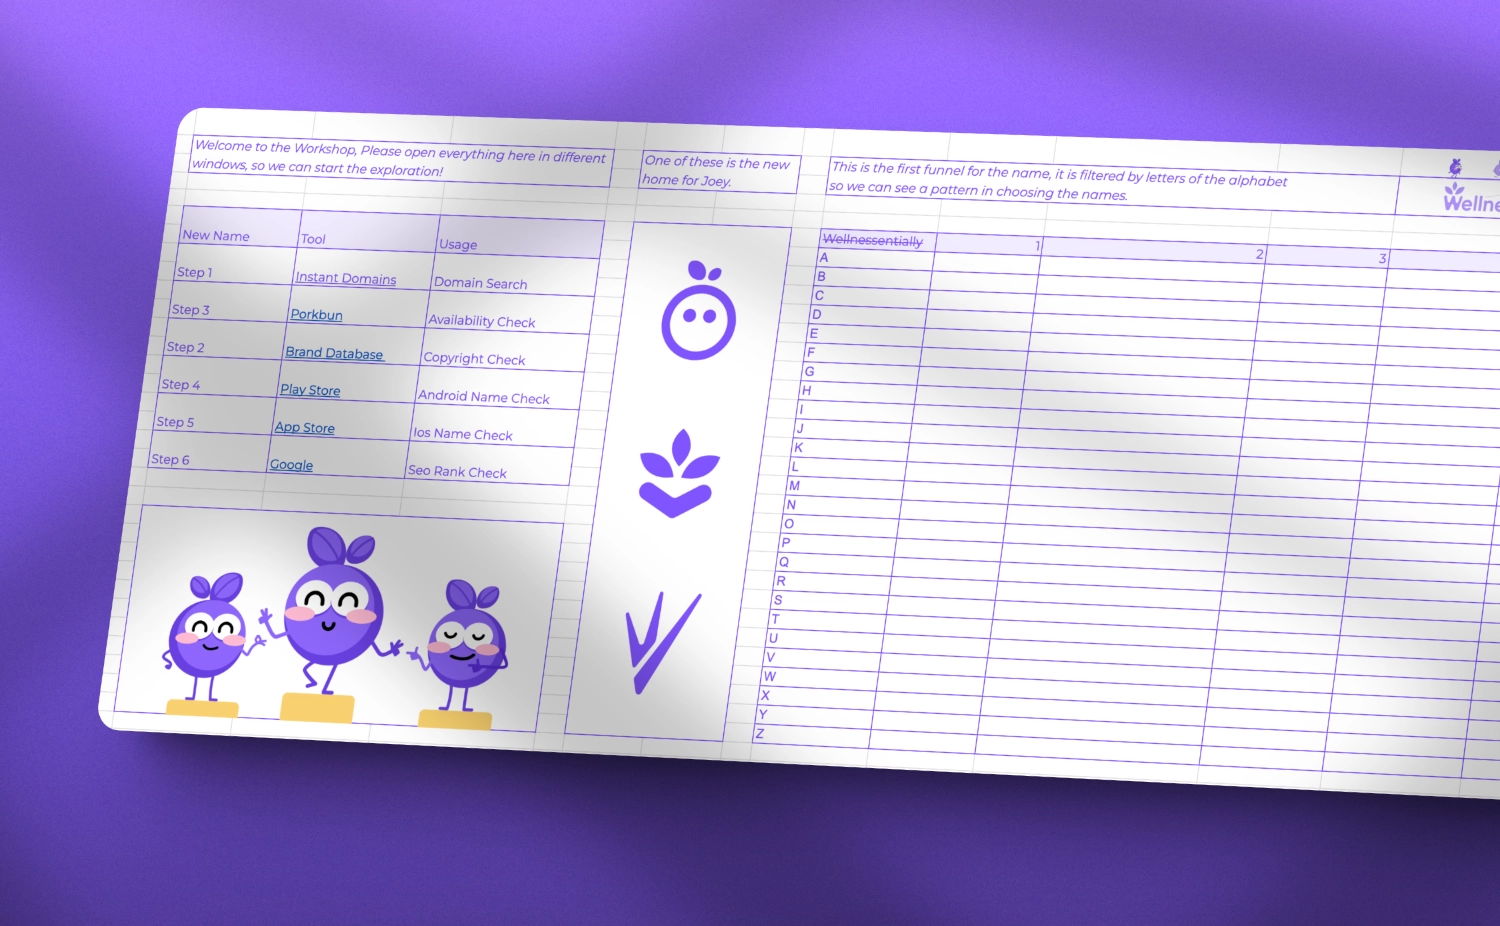 Welcome to the Workshop, Please open everything here in different
windows, so we can start the exploration!
One of these is the new
home for Joey.
This is the first funnel for the name, it is filtered by letters of the alphabet
so we can see a pattern in choosing the names.
New Name Tool Usage
Step 1 Instant Domains Domain Search
Step 3 Porkbun Availability Check
Step 2 Brand Database Copyright Check
Step 4 Play Store Android Name Check
Step 5 App Store Ios Name Check
Step 6 Google Seo Rank Check
Wellnessentially 1 2 3
A
B
C
D
E
F
G
H
I
J
K
L
M
N
O
P
Q
R
S
T
U
V
W
X
Y
Z
Wellne